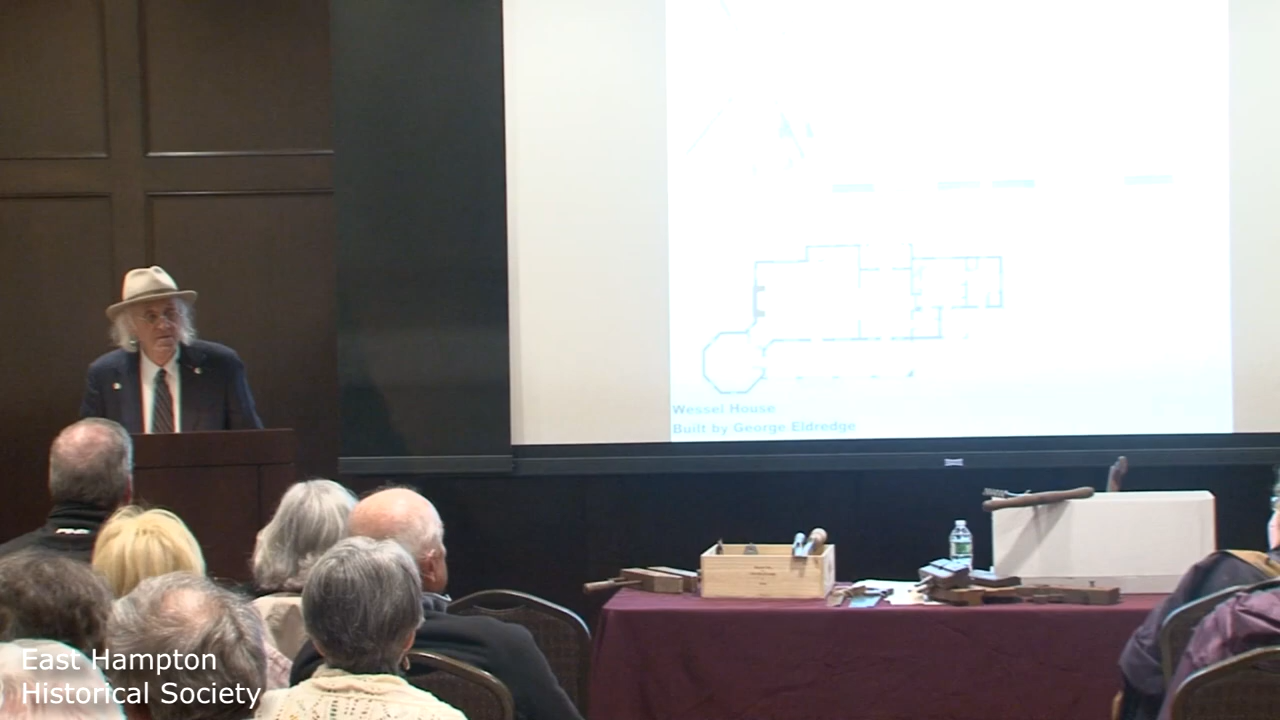 Wessel House
Built by George Eldredge
East Hampton
Historical Society